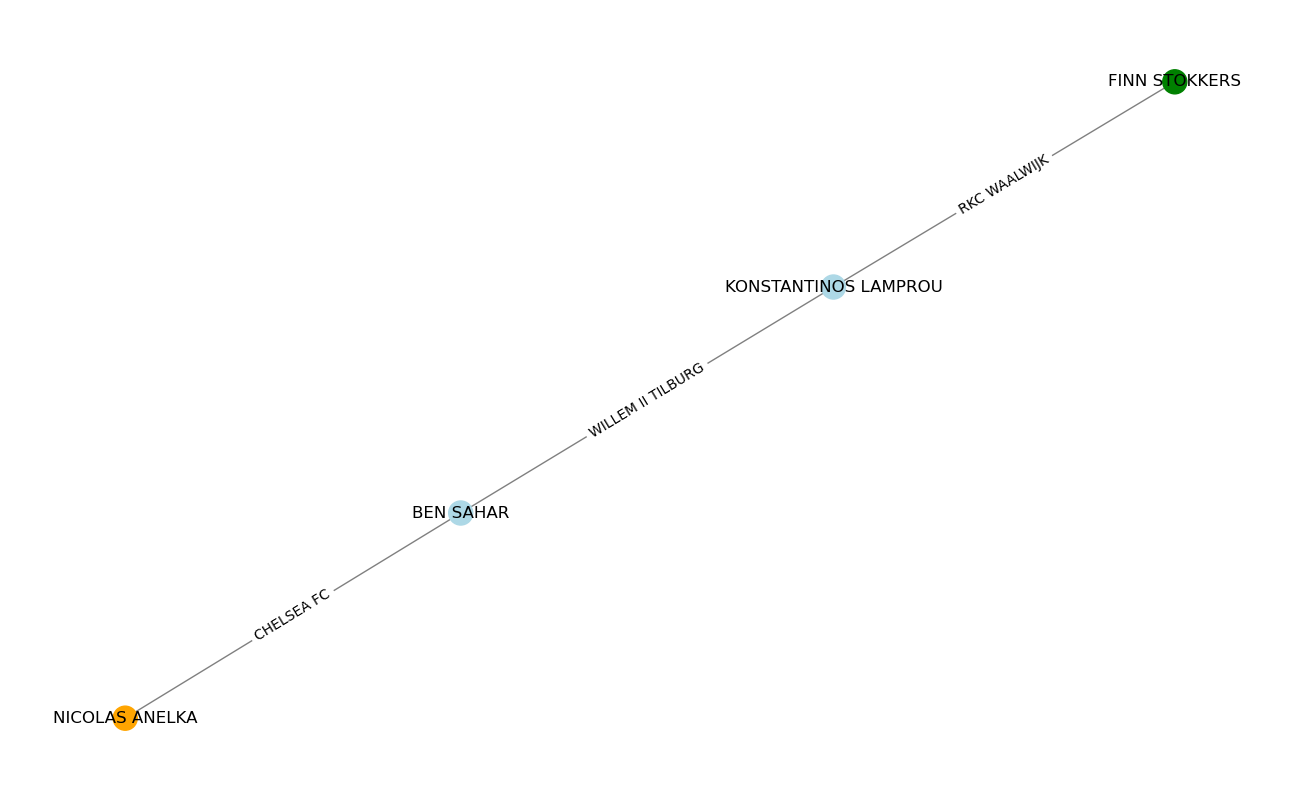 FINN STOKKERS
RKC WAALWIJK
KONSTANTINOS LAMPROU
WILLEM II TILBURG
BEN SAHAR
CHELSEA FC
NICOLAS ANELKA